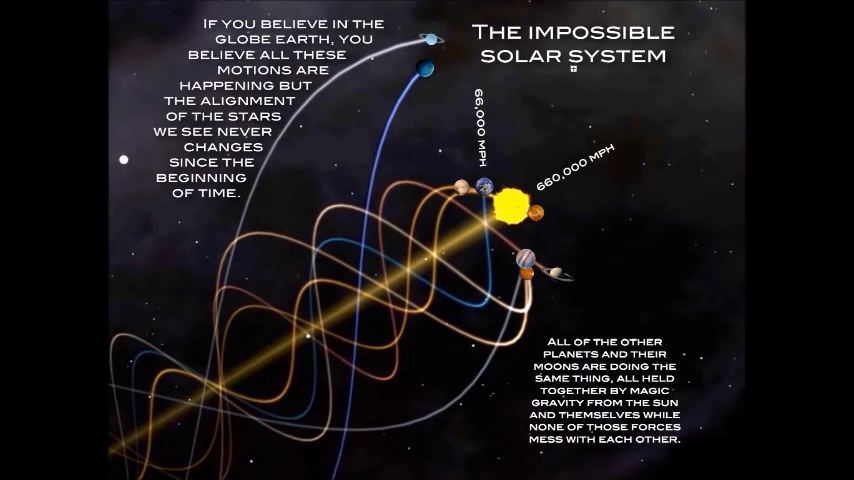 If you believe in the
globe earth, you
believe all these
motions are
happening but
the alignment
of the stars
we see never
changes
since the
beginning
of time.
The impossible
solar system
66,000 mph
660,000 mph
All of the other
planets and their
moons are doing the
same thing, all held
together by magic
gravity from the sun
and themselves while
none of those forces
mess with each other.